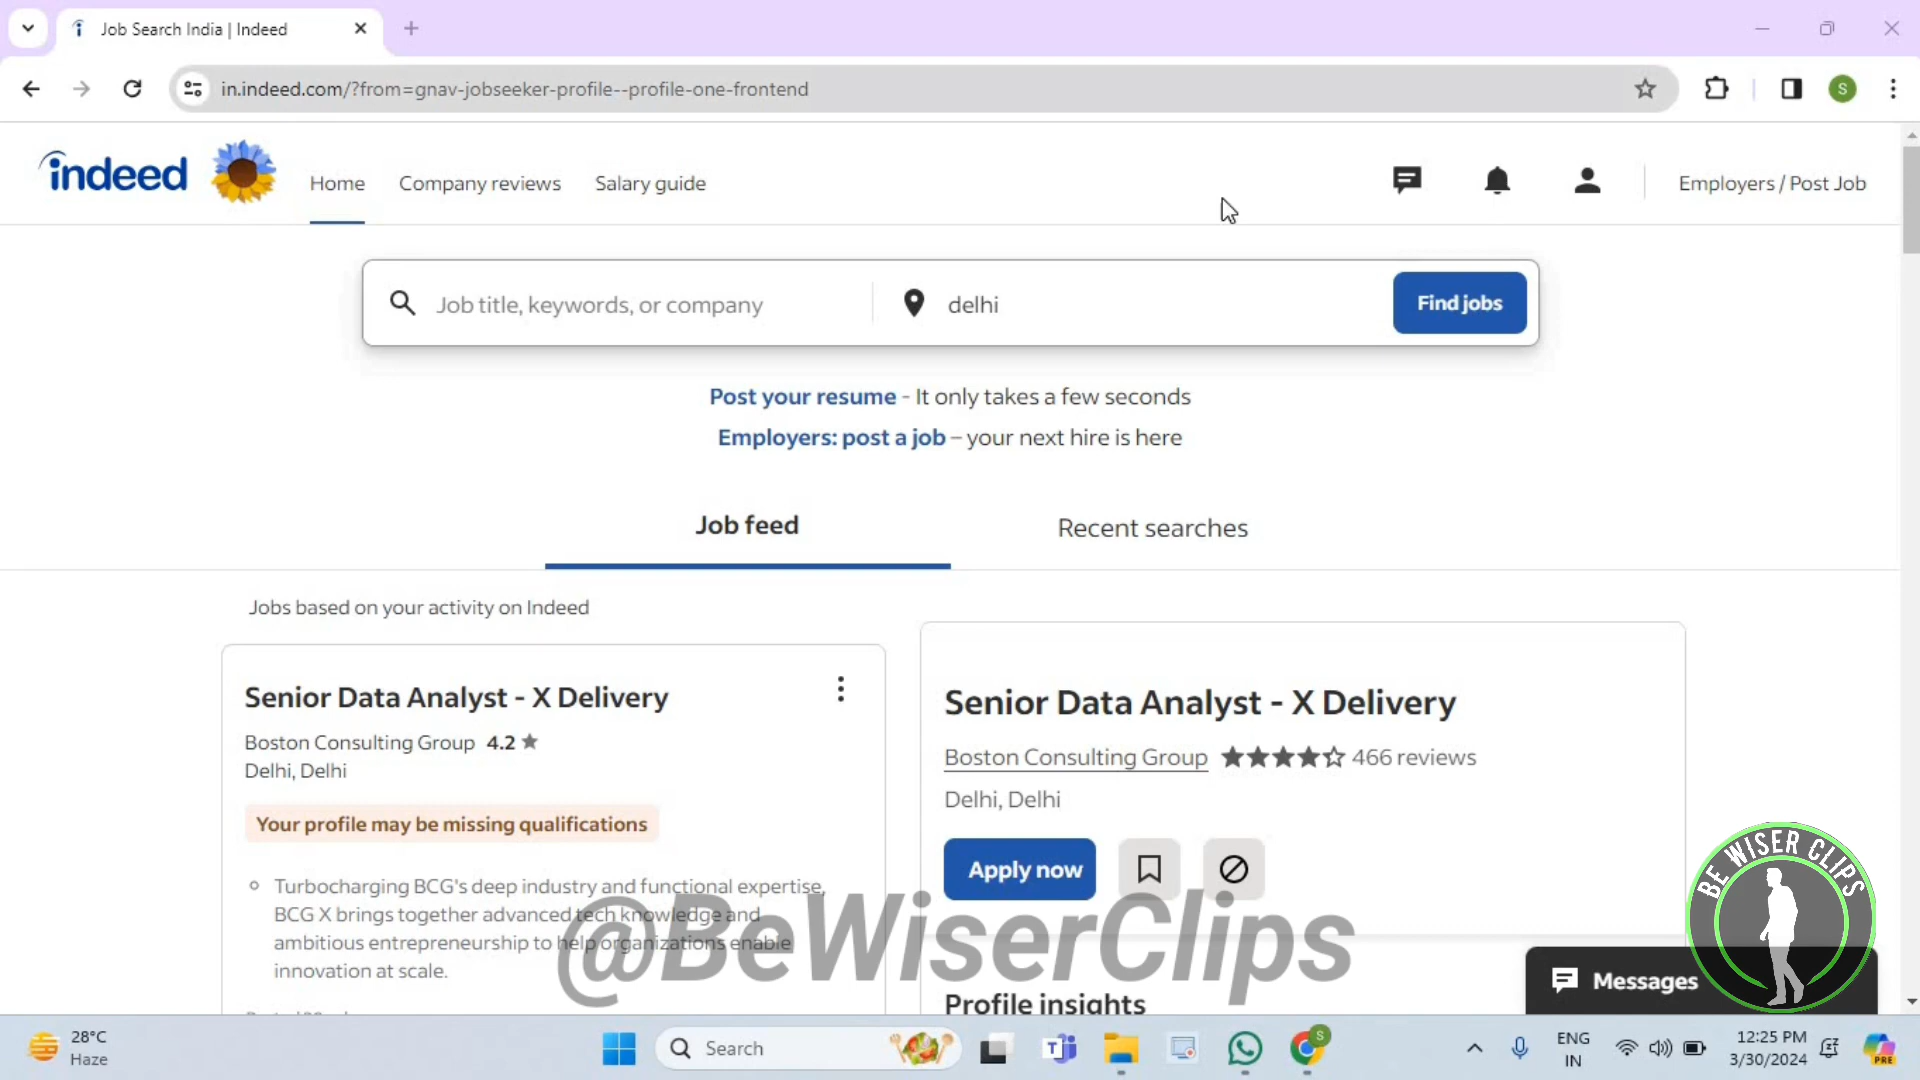 Job Search India | Indeed
in.indeed.com/?from=gnav-jobseeker-profile--profile-one-frontend
S
indeed
Home
Company reviews
Salary guide
Employers / Post Job
Job title, keywords, or company
delhi
Find jobs
Post your resume - It only takes a few seconds
Employers: post a job – your next hire is here
Job feed
Recent searches
Jobs based on your activity on Indeed
Senior Data Analyst - X Delivery
Boston Consulting Group 4.2
Delhi, Delhi
Your profile may be missing qualifications
Turbocharging BCG's deep industry and functional expertise,
BCG X brings together advanced tech knowledge and
ambitious entrepreneurship to help organizations enable
innovation at scale.
Senior Data Analyst - X Delivery
Boston Consulting Group 466 reviews
Delhi, Delhi
Apply now
Profile insights
@BeWiserClips
BE WISER CLIPS
Messages
28°C
Haze
Search
S
ENG
IN
12:25 PM
3/30/2024
PRE